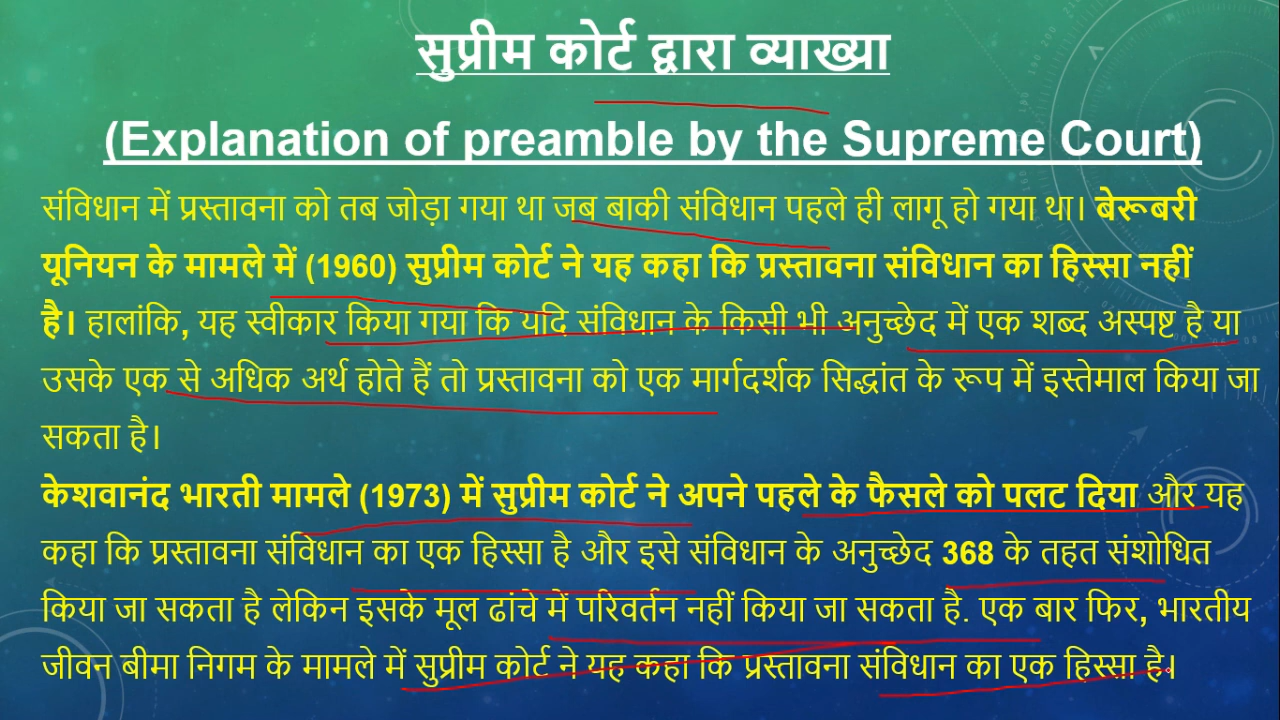 सुप्रीम कोर्ट द्वारा व्याख्या
(Explanation of preamble by the Supreme Court)
संविधान में प्रस्तावना को तब जोड़ा गया था जब बाकी संविधान पहले ही लागू हो गया था। बेरूबरी
यूनियन के मामले में (1960) सुप्रीम कोर्ट ने यह कहा कि प्रस्तावना संविधान का हिस्सा नहीं
है। हालांकि, यह स्वीकार किया गया कि यदि संविधान के किसी भी अनुच्छेद में एक शब्द अस्पष्ट है या
उसके एक से अधिक अर्थ होते हैं तो प्रस्तावना को एक मार्गदर्शक सिद्धांत के रूप में इस्तेमाल किया जा
सकता है।
केशवानंद भारती मामले (1973) में सुप्रीम कोर्ट ने अपने पहले के फैसले को पलट दिया और यह
कहा कि प्रस्तावना संविधान का एक हिस्सा है और इसे संविधान के अनुच्छेद 368 के तहत संशोधित
किया जा सकता है लेकिन इसके मूल ढांचे में परिवर्तन नहीं किया जा सकता है. एक बार फिर, भारतीय
जीवन बीमा निगम के मामले में सुप्रीम कोर्ट ने यह कहा कि प्रस्तावना संविधान का एक हिस्सा है।